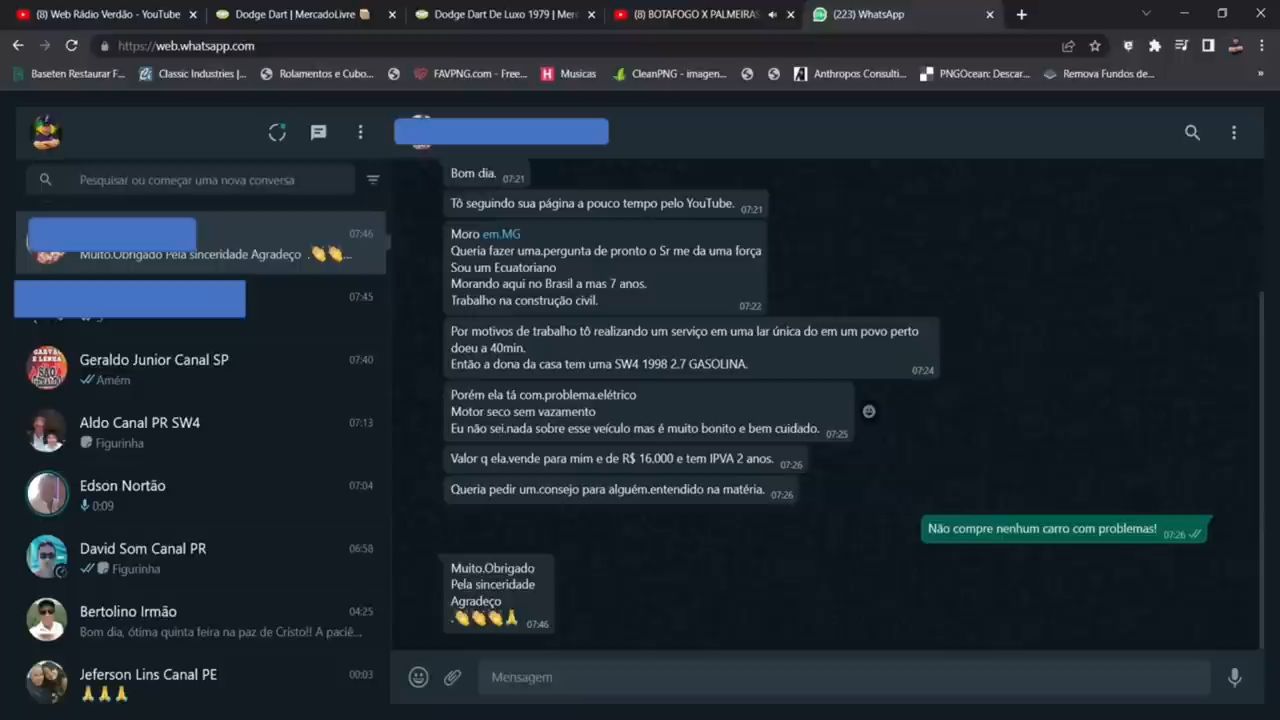 (8) Web Rádio Verdão - YouTube
Dodge Dart | MercadoLivre
Dodge Dart De Luxo 1979 | Mer
(8) BOTAFOGO X PALMEIRAS
(223) WhatsApp
https://web.whatsapp.com
Baseten Restaurar F...
Classic Industries |...
Rolamentos e Cubo...
FAVPNG.com - Free...
H
Musicas
CleanPNG - imagen...
Anthropos Consulti...
PNGOcean: Descar...
Remova Fundos de...
»
Pesquisar ou começar uma nova conversa
07:46
Muito.Obrigado Pela sinceridade Agradeço .👏👏...
07:45
Geraldo Junior Canal SP
07:40
Amém
Aldo Canal PR SW4
07:13
Figurinha
Edson Nortão
07:04
0:09
David Som Canal PR
06:58
Figurinha
Bertolino Irmão
04:25
Bom dia, ótima quinta feira na paz de Cristo!! A paciê...
Jeferson Lins Canal PE
00:03
🙏🙏🙏
Bom dia.
07:21
Tô seguindo sua página a pouco tempo pelo YouTube.
07:21
Moro em.MG
Queria fazer uma.pergunta de pronto o Sr me da uma força
Sou um Ecuatoriano
Morando aqui no Brasil a mas 7 anos.
Trabalho na construção civil.
07:22
Por motivos de trabalho tô realizando um serviço em uma lar única do em um povo perto
doeu a 40min.
Então a dona da casa tem uma SW4 1998 2.7 GASOLINA.
07:24
Porém ela tá com.problema.elétrico
Motor seco sem vazamento
Eu não sei.nada sobre esse veículo mas é muito bonito e bem cuidado.
07:25
Valor q ela.vende para mim e de R$ 16.000 e tem IPVA 2 anos.
07:26
Queria pedir um.consejo para alguém.entendido na matéria.
07:26
Não compre nenhum carro com problemas!
07:26
Muito.Obrigado
Pela sinceridade
Agradeço
.👏👏👏🙏
07:46
Mensagem